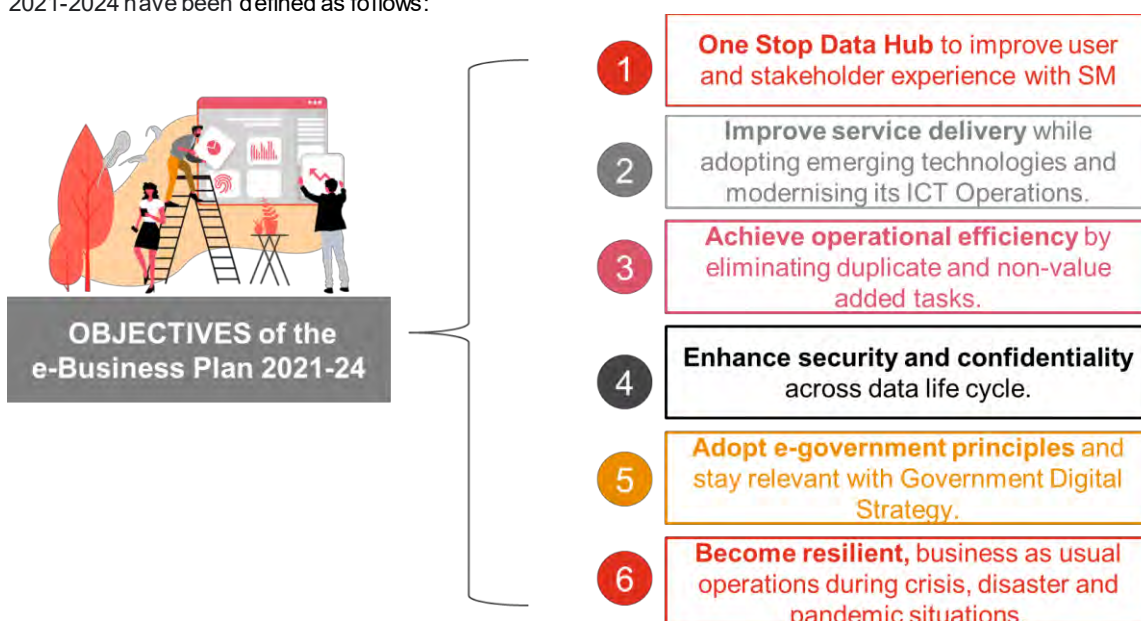 2021-2024 have been defined as follows:
OBJECTIVES of the
e-Business Plan 2021-24
1
One Stop Data Hub to improve user
and stakeholder experience with SM
2
Improve service delivery while
adopting emerging technologies and
modernising its ICT Operations.
3
Achieve operational efficiency by
eliminating duplicate and non-value
added tasks.
4
Enhance security and confidentiality
across data life cycle.
5
Adopt e-government principles and
stay relevant with Government Digital
Strategy.
6
Become resilient, business as usual
operations during crisis, disaster and
pandemic situations.